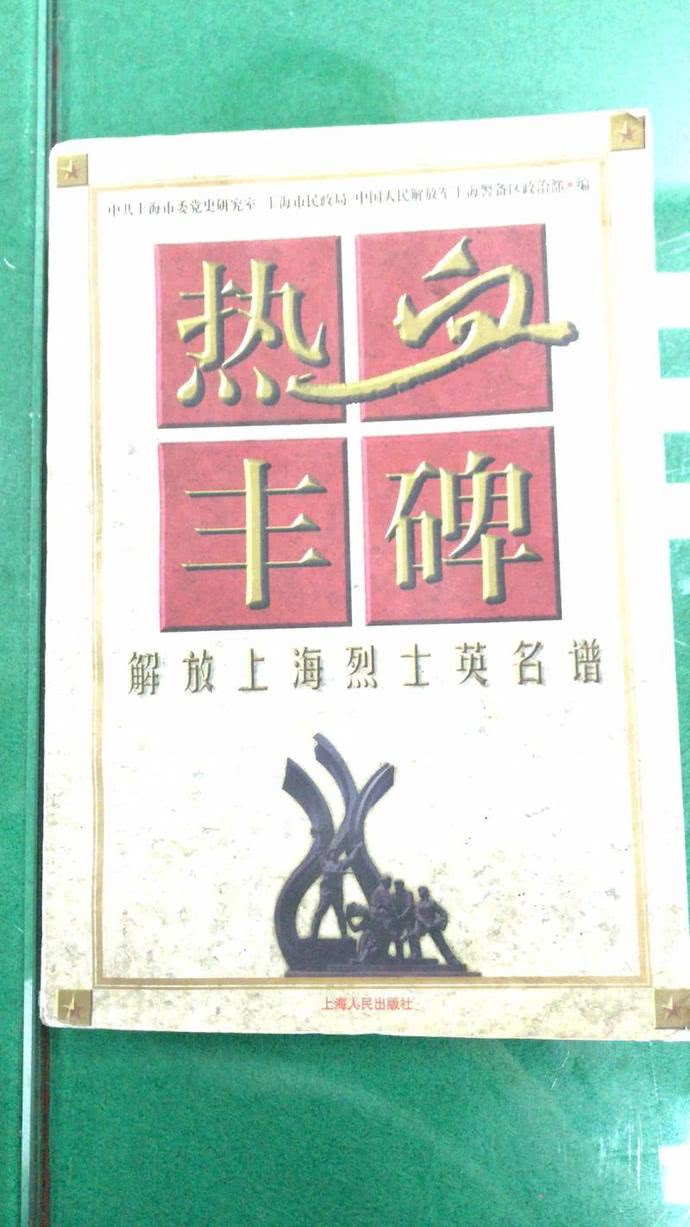 中共上海市委党史研究室 上海市民政局 中国人民解放军上海警备区政治部·编
热血
丰碑
解放上海烈士英名谱
上海人民出版社